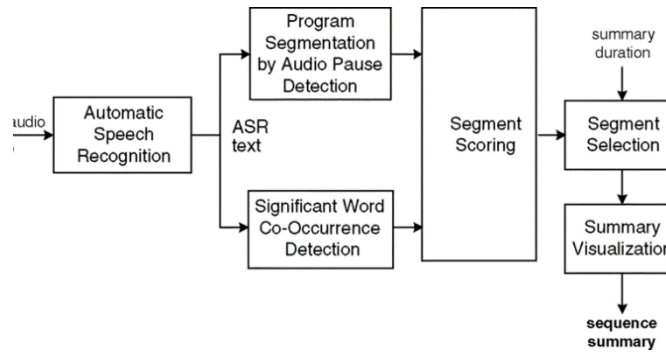 audio
Automatic
Speech
Recognition
ASR
text
Program
Segmentation
by Audio Pause
Detection
Significant Word
Co-Occurrence
Detection
Segment
Scoring
summary
duration
Segment
Selection
Summary
Visualization
sequence
summary